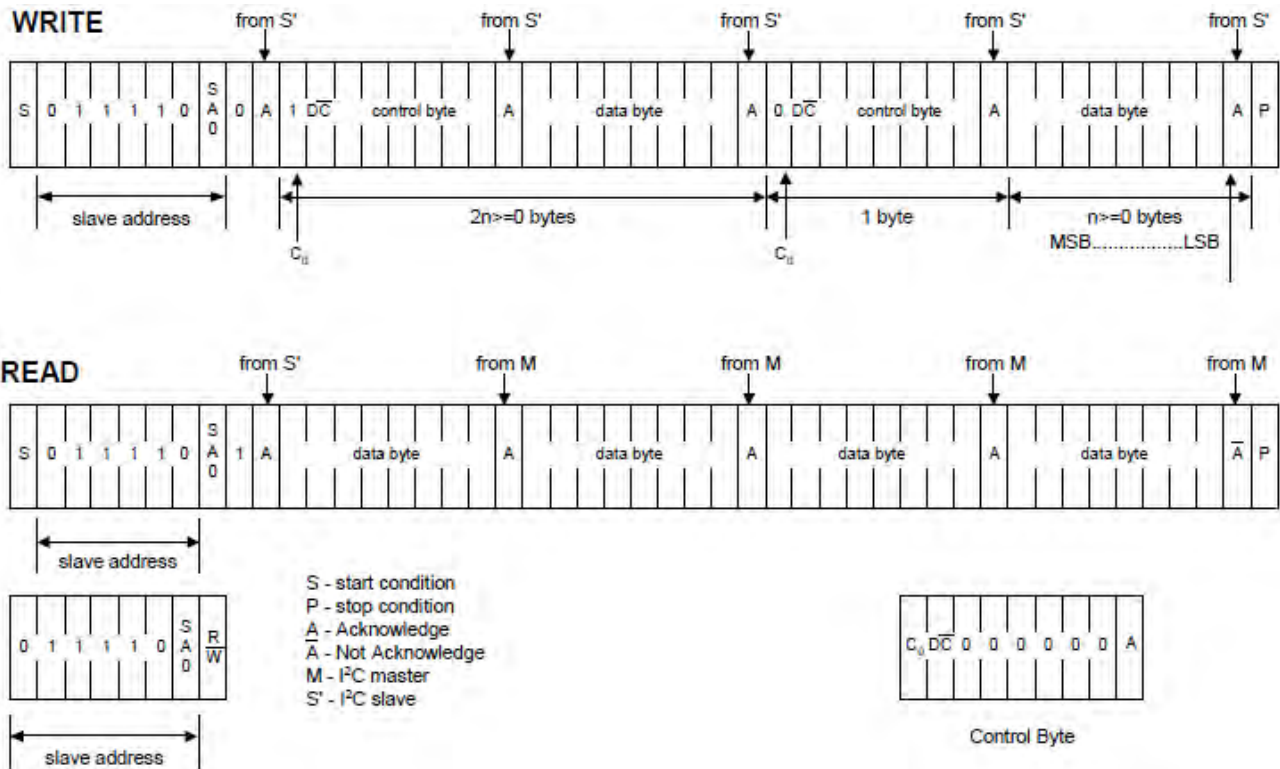 WRITE
from S' from S' from S' from S' from S'
S 0 1 1 1 1 0 SA0 0 A 1 DC̅ control byte A data byte A 0 DC̅ control byte A data byte A P
slave address 2n>=0 bytes 1 byte n>=0 bytes
MSB..................LSB
READ
from S' from M from M from M from M
S 0 1 1 1 1 0 SA0 1 A data byte A data byte A data byte A data byte A̅ P
slave address
S - start condition
P - stop condition
A - Acknowledge
A̅ - Not Acknowledge
M - I²C master
S' - I²C slave
0 1 1 1 1 0 SA0 R/W̅
slave address
DC̅ 0 0 0 0 0 0 A
Control Byte